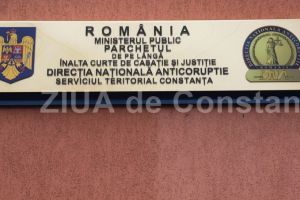 ROMÂNIA
MINISTERUL PUBLIC
PARCHETUL
DE PE LÂNGĂ
ÎNALTA CURTE DE CASAȚIE ȘI JUSTIȚIE
DIRECȚIA NAȚIONALĂ ANTICORUPȚIE
SERVICIUL TERITORIAL CONSTANȚA
DNA
ZIUA de Constan